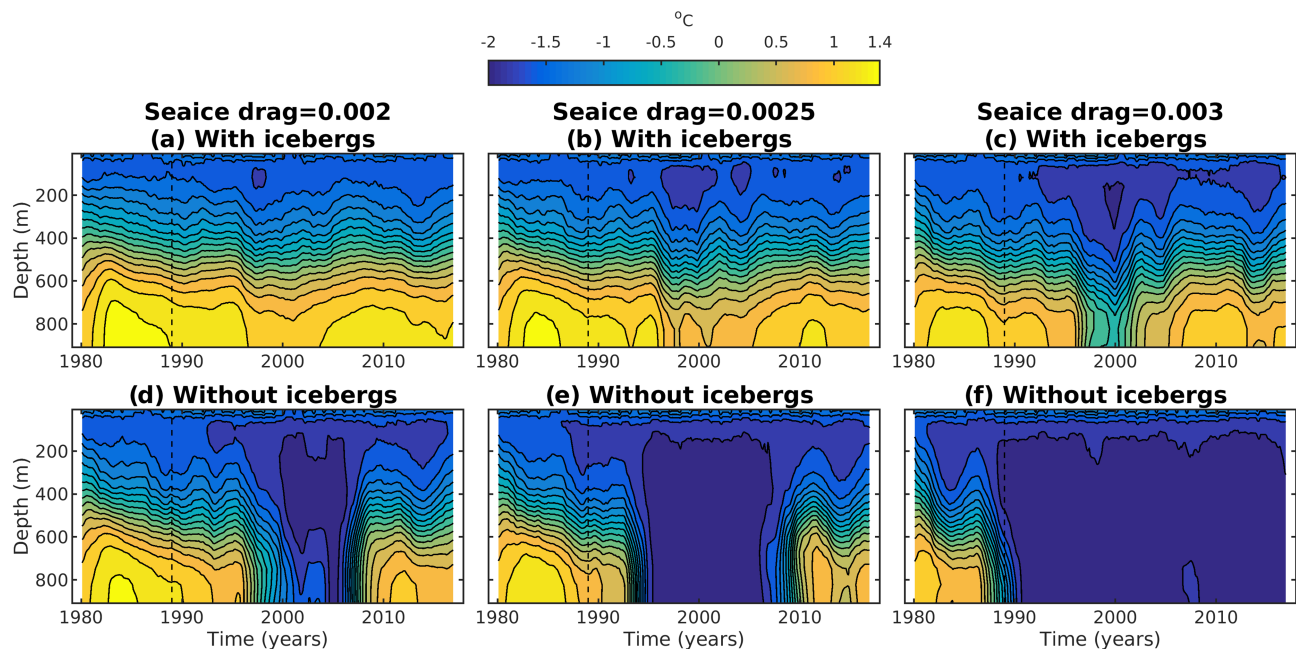 °C
-2 -1.5 -1 -0.5 0 0.5 1 1.4
Seaice drag=0.002 Seaice drag=0.0025 Seaice drag=0.003
(a) With icebergs (b) With icebergs (c) With icebergs
Depth (m)
200
400
600
800
1980 1990 2000 2010 1980 1990 2000 2010 1980 1990 2000 2010
(d) Without icebergs (e) Without icebergs (f) Without icebergs
Depth (m)
200
400
600
800
1980 1990 2000 2010 1980 1990 2000 2010 1980 1990 2000 2010
Time (years) Time (years) Time (years)